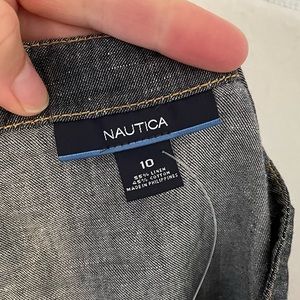 NAUTICA
10
55% LINEN
45% COTTON
MADE IN PHILIPPINES